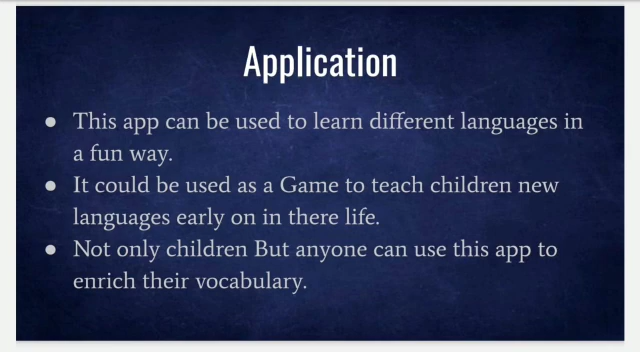 Application
● This app can be used to learn different languages in
a fun way.
● It could be used as a Game to teach children new
languages early on in there life.
● Not only children But anyone can use this app to
enrich their vocabulary.